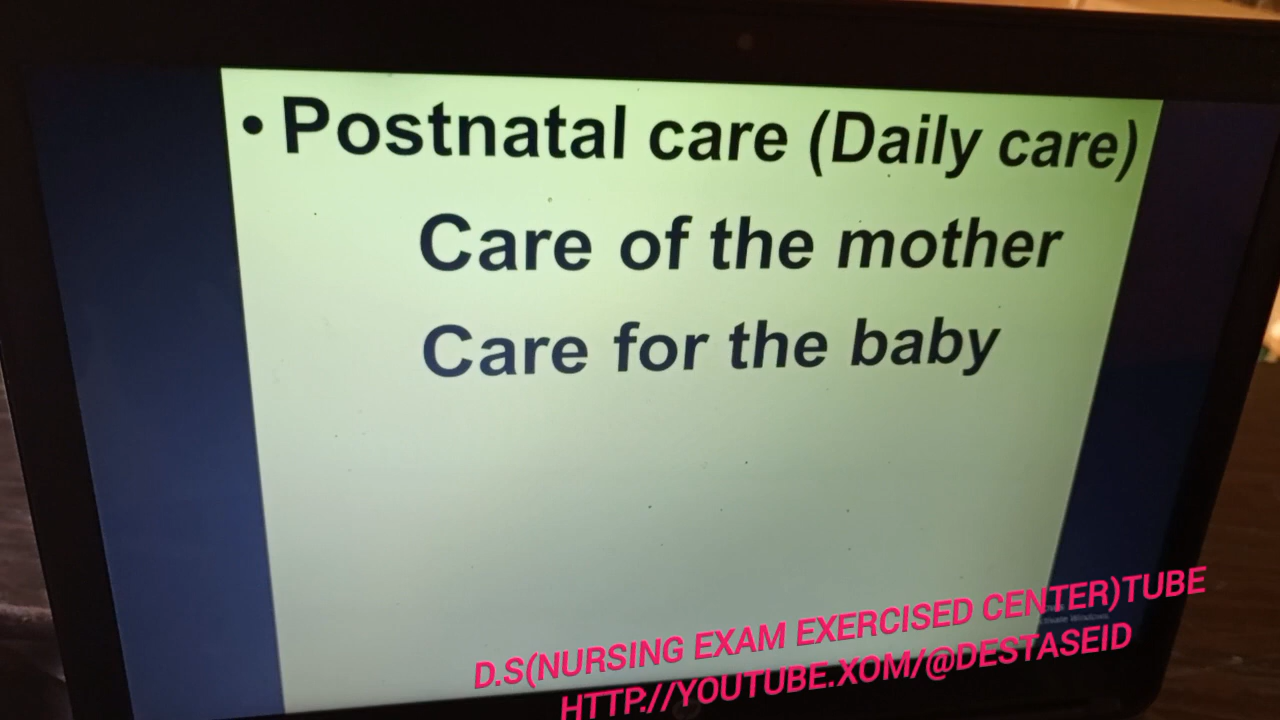 • Postnatal care (Daily care)
Care of the mother
Care for the baby
D.S(NURSING EXAM EXERCISED CENTER)TUBE
HTTP://YOUTUBE.XOM/@DESTASEID